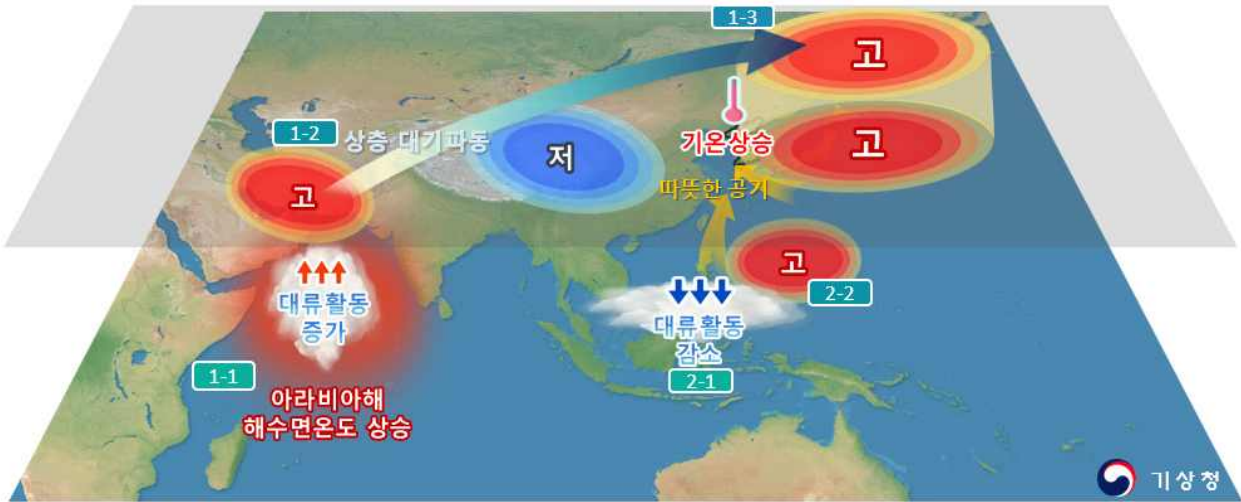 1-3
고
1-2
상층 대기파동
저
기온상승
고
고
따뜻한 공기
고
2-2
대류활동
증가
대류활동
감소
1-1
2-1
아라비아해
해수면온도 상승
기상청